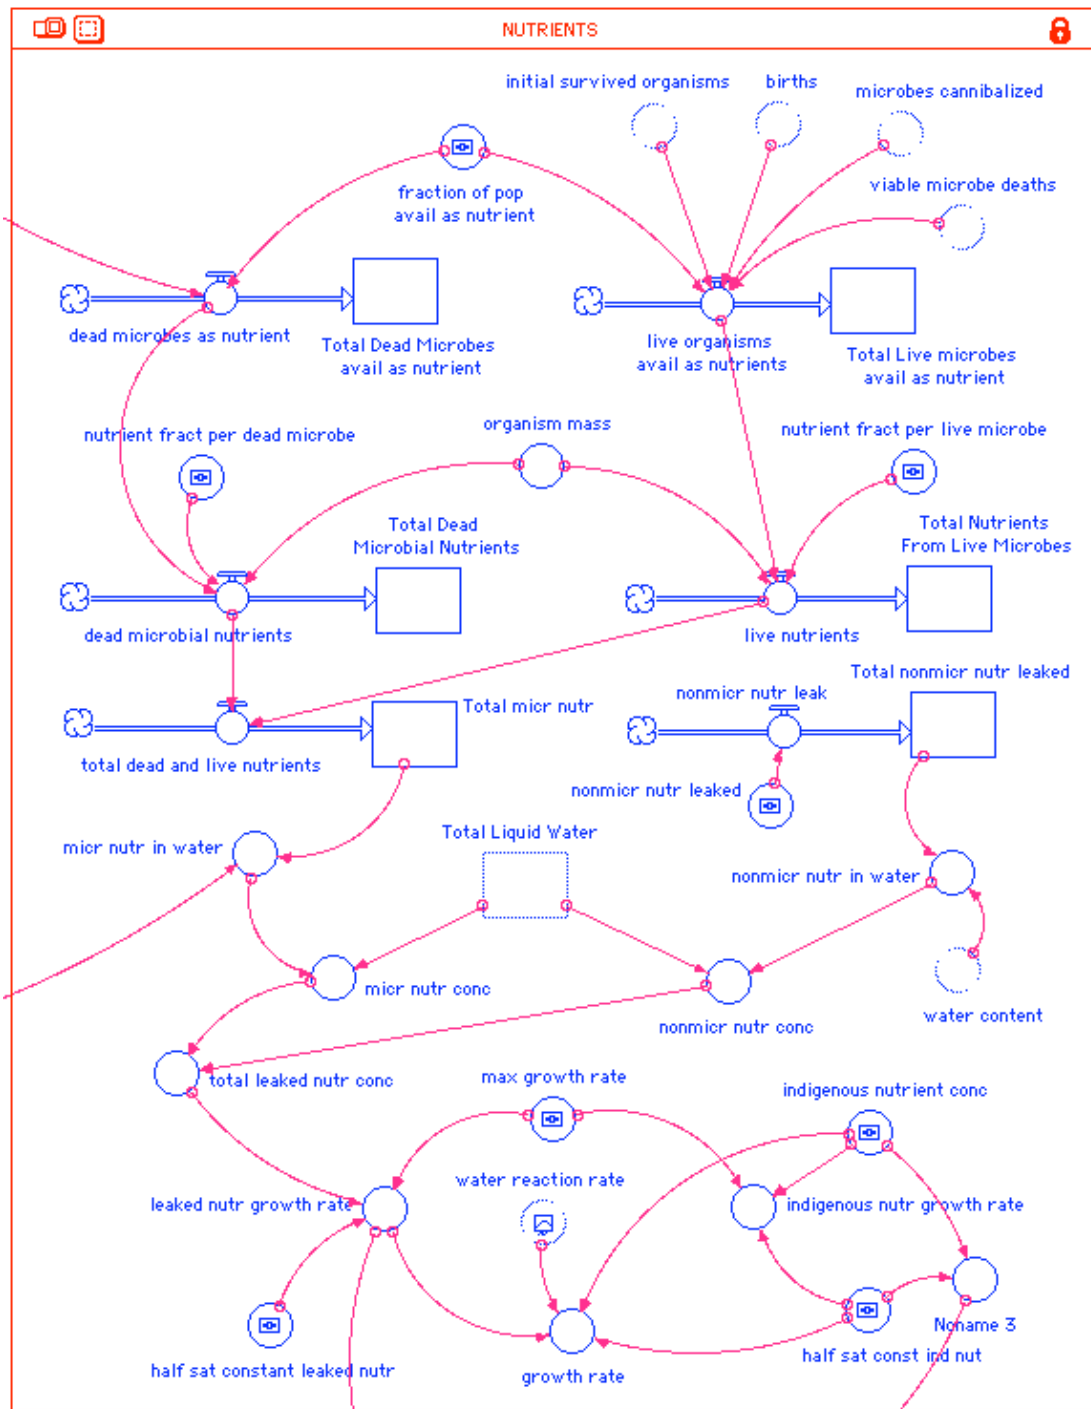 NUTRIENTS
initial survived organisms
births
microbes cannibalized
fraction of pop
avail as nutrient
viable microbe deaths
dead microbes as nutrient
Total Dead Microbes
avail as nutrient
live organisms
avail as nutrients
Total Live microbes
avail as nutrient
nutrient fract per dead microbe
organism mass
nutrient fract per live microbe
Total Dead
Microbial Nutrients
Total Nutrients
From Live Microbes
dead microbial nutrients
live nutrients
Total nonmicr nutr leaked
nonmicr nutr leak
Total micr nutr
total dead and live nutrients
nonmicr nutr leaked
Total Liquid Water
micr nutr in water
nonmicr nutr in water
micr nutr conc
nonmicr nutr conc
water content
total leaked nutr conc
max growth rate
indigenous nutrient conc
water reaction rate
leaked nutr growth rate
indigenous nutr growth rate
Noname 3
half sat constant leaked nutr
growth rate
half sat const ind nut